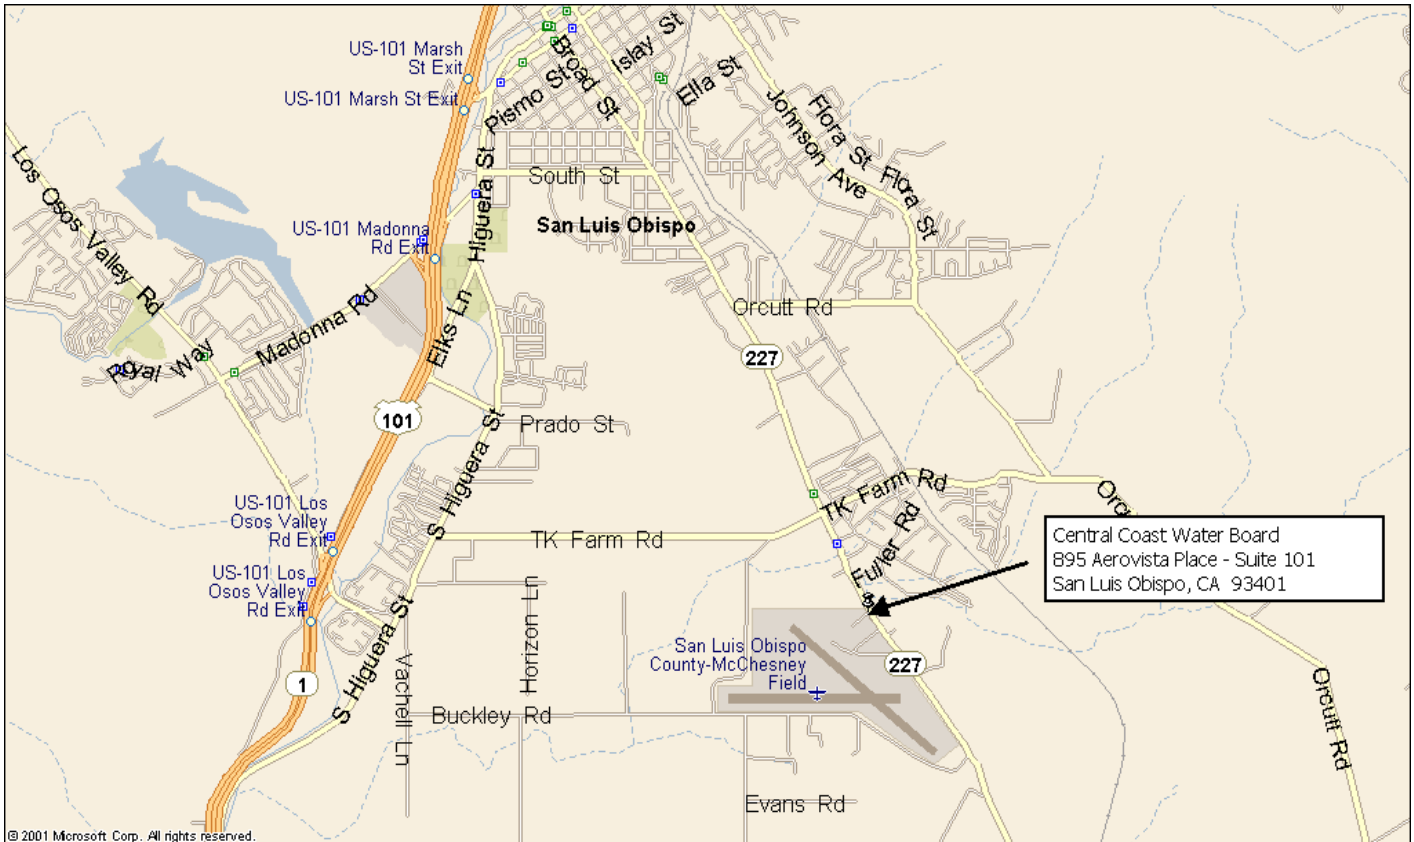 US-101 Marsh
St Exit
US-101 Marsh St Exit
Broad St
Islay St
Pismo St
Ella St
Johnson Ave
Flora St
Flora St
Los Osos Valley Rd
Higuera St
South St
San Luis Obispo
US-101 Madonna
Rd Exit
Madonna Rd
Royal Way
Elks Ln
Orcutt Rd
227
101
Prado St
S Higuera St
US-101 Los
Osos Valley
Rd Exit
TK Farm Rd
TK Farm Rd
Fuller Rd
Central Coast Water Board
895 Aerovista Place - Suite 101
San Luis Obispo, CA 93401
US-101 Los
Osos Valley
Rd Exit
Horizon Ln
San Luis Obispo
County-McChesney
Field
227
1
S Higuera St
Vachell Ln
Buckley Rd
Orcutt Rd
Evans Rd
© 2001 Microsoft Corp. All rights reserved.